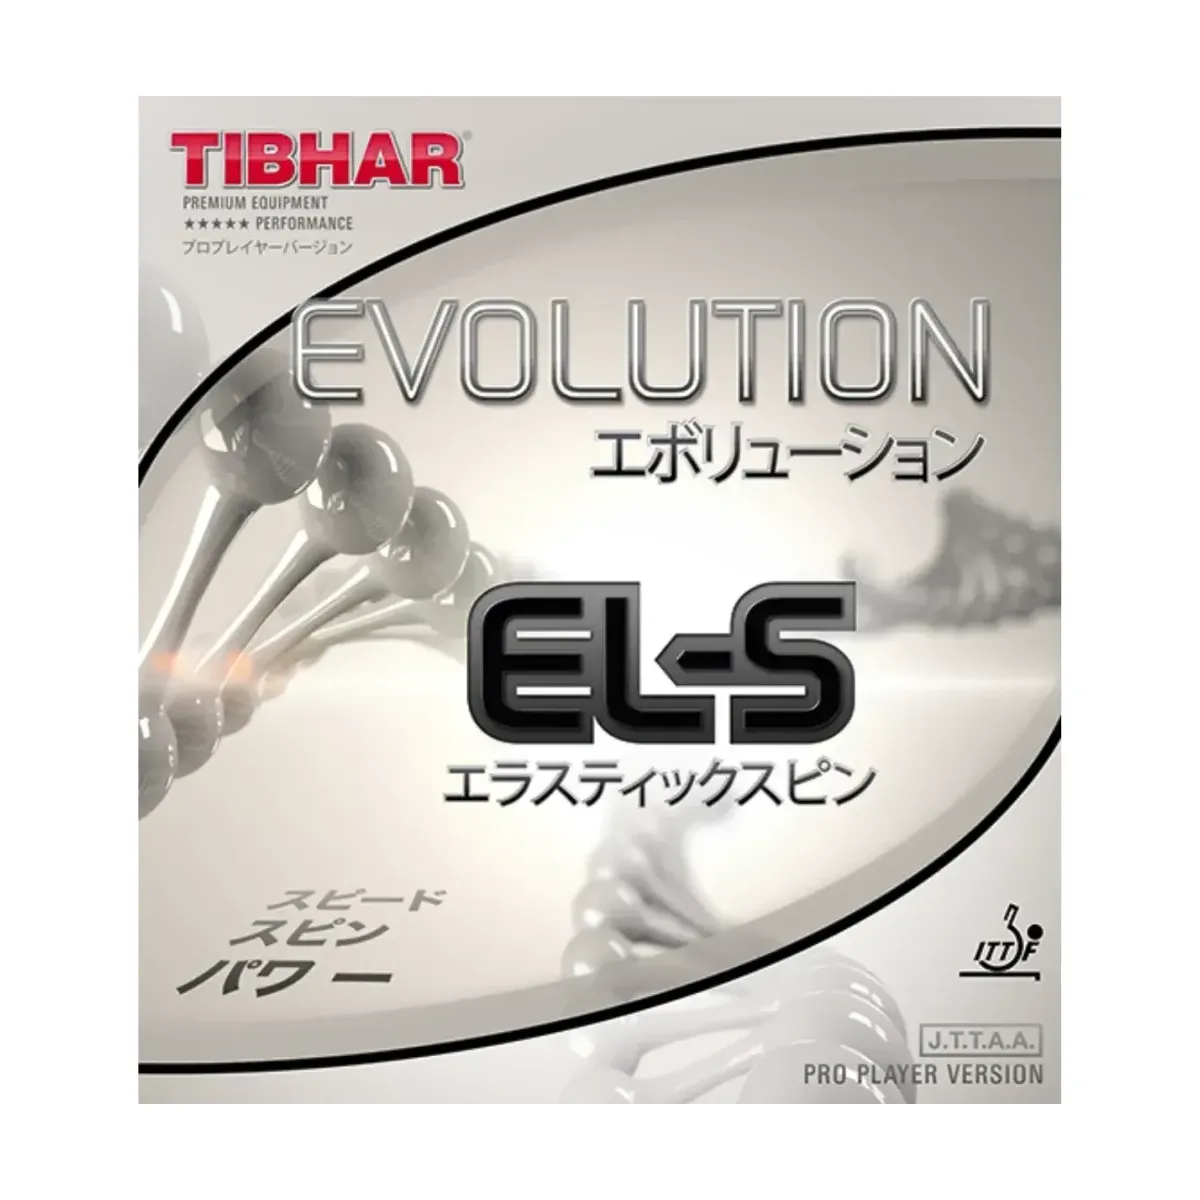 TIBHAR®
PREMIUM EQUIPMENT
★★★★★ PERFORMANCE
プロプレイヤーバージョン
EVOLUTION
エボリューション
EL-S
エラスティックスピン
スピード
スピン
パワー
ITTF
J.T.T.A.A.
PRO PLAYER VERSION